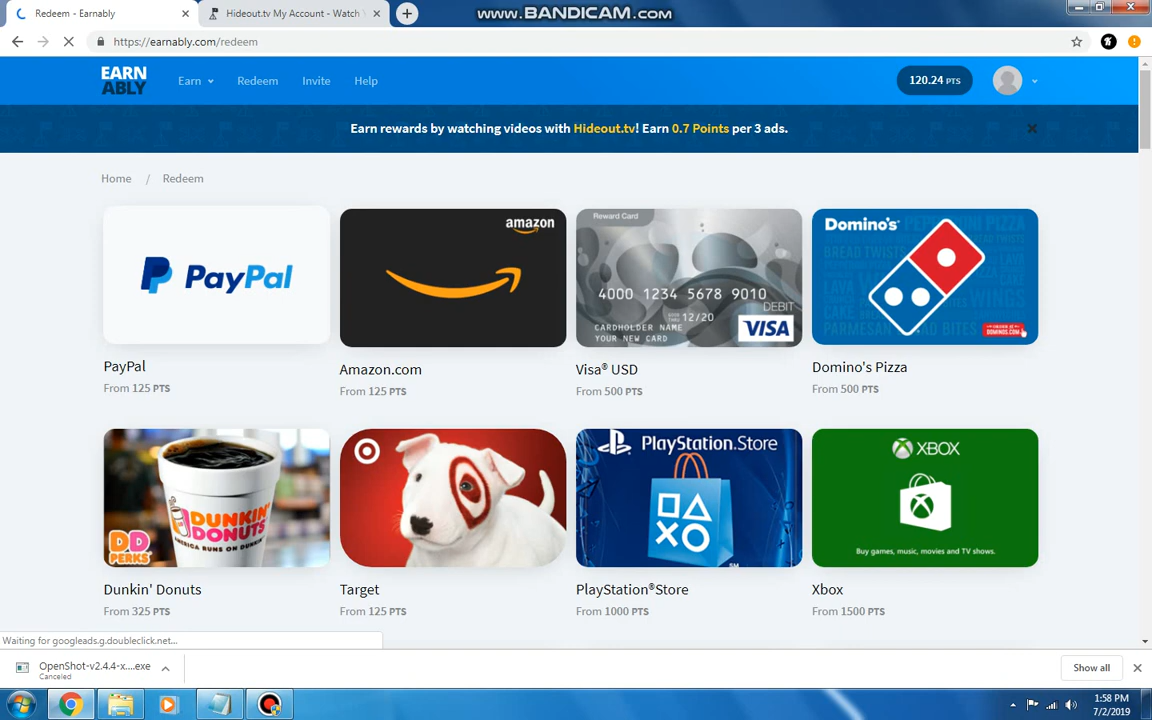 Redeem - Earnably
Hideout.tv My Account - Watch
www.BANDICAM.com
https://earnably.com/redeem
EARN
ABLY
Earn
Redeem
Invite
Help
120.24 PTS
Earn rewards by watching videos with Hideout.tv! Earn 0.7 Points per 3 ads.
Home / Redeem
PayPal
amazon
Reward Card
4000 1234 5678 9010
12/20
DEBIT
CARDHOLDER NAME
YOUR NEW CARD
VISA
Domino's
PayPal
From 125 PTS
Amazon.com
From 125 PTS
Visa® USD
From 500 PTS
Domino's Pizza
From 500 PTS
DUNKIN'
DONUTS
AMERICA RUNS ON DUNKIN'
DD
PERKS
PlayStation.Store
XBOX
Buy games, music, movies and TV shows.
Dunkin' Donuts
From 325 PTS
Target
From 125 PTS
PlayStation®Store
From 1000 PTS
Xbox
From 1500 PTS
Waiting for googleads.g.doubleclick.net...
OpenShot-v2.4.4-x....exe
Canceled
Show all
1:58 PM
7/2/2019